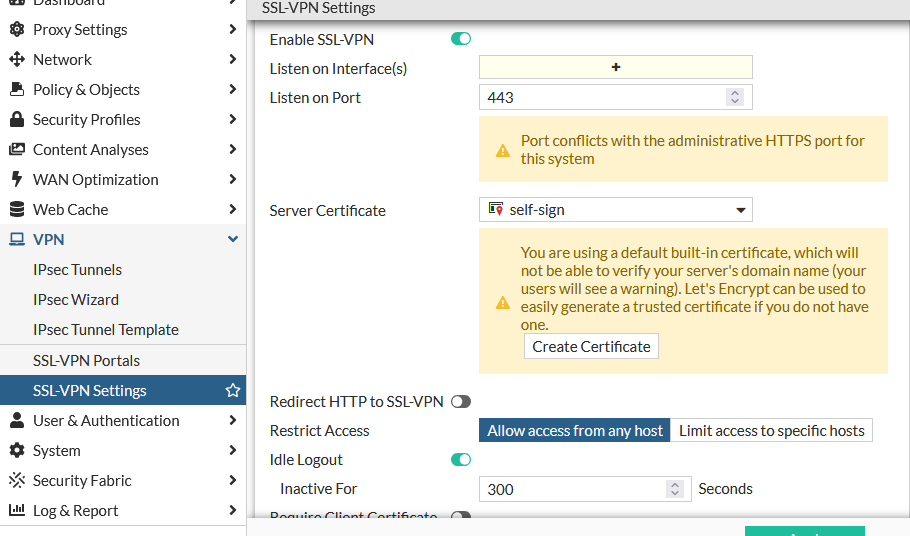 Dashboard
SSL-VPN Settings
Proxy Settings
Network
Policy & Objects
Security Profiles
Content Analyses
WAN Optimization
Web Cache
VPN
IPsec Tunnels
IPsec Wizard
IPsec Tunnel Template
SSL-VPN Portals
SSL-VPN Settings
User & Authentication
System
Security Fabric
Log & Report
Enable SSL-VPN
Listen on Interface(s)
+
Listen on Port
443
Port conflicts with the administrative HTTPS port for
this system
Server Certificate
self-sign
You are using a default built-in certificate, which will
not be able to verify your server's domain name (your
users will see a warning). Let's Encrypt can be used to
easily generate a trusted certificate if you do not have
one.
Create Certificate
Redirect HTTP to SSL-VPN
Restrict Access
Allow access from any host
Limit access to specific hosts
Idle Logout
Inactive For
300
Seconds
Require Client Certificate